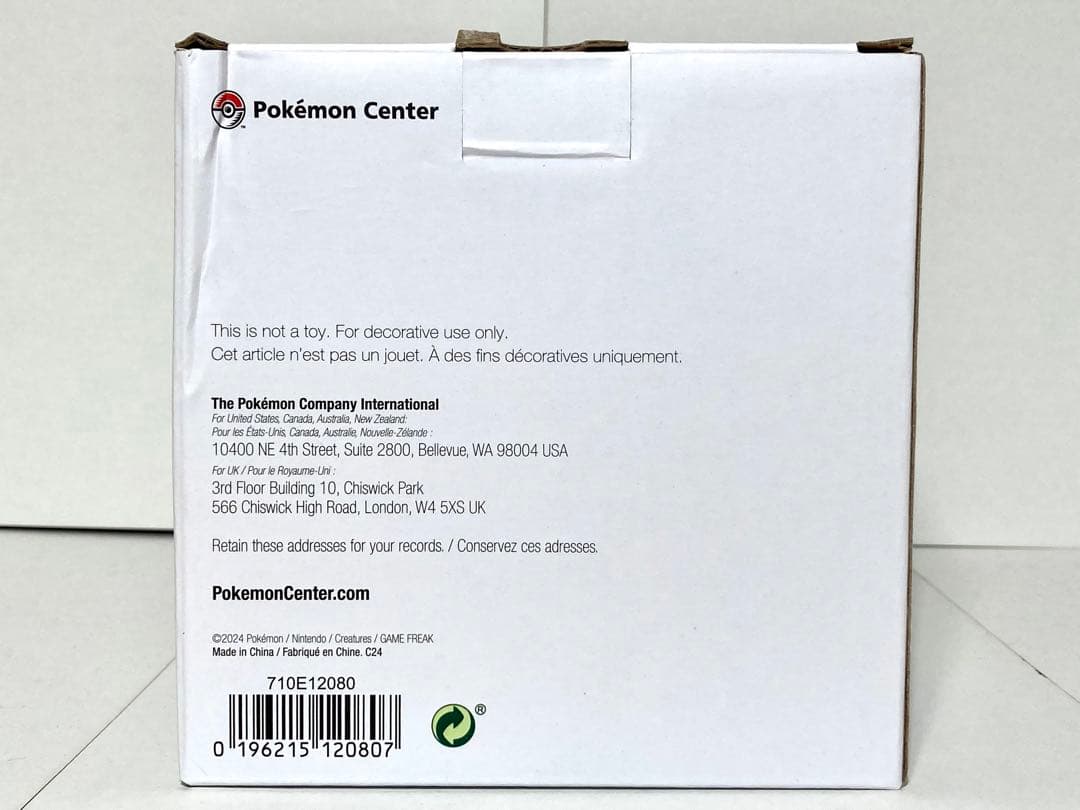 Pokémon Center
™
This is not a toy. For decorative use only.
Cet article n'est pas un jouet. À des fins décoratives uniquement.
The Pokémon Company International
For United States, Canada, Australia, New Zealand:
Pour les États-Unis, Canada, Australie, Nouvelle-Zélande :
10400 NE 4th Street, Suite 2800, Bellevue, WA 98004 USA
For UK / Pour le Royaume-Uni :
3rd Floor Building 10, Chiswick Park
566 Chiswick High Road, London, W4 5XS UK
Retain these addresses for your records. / Conservez ces adresses.
PokemonCenter.com
©2024 Pokémon / Nintendo / Creatures / GAME FREAK
Made in China / Fabriqué en Chine. C24
710E12080
0 196215 120807
®